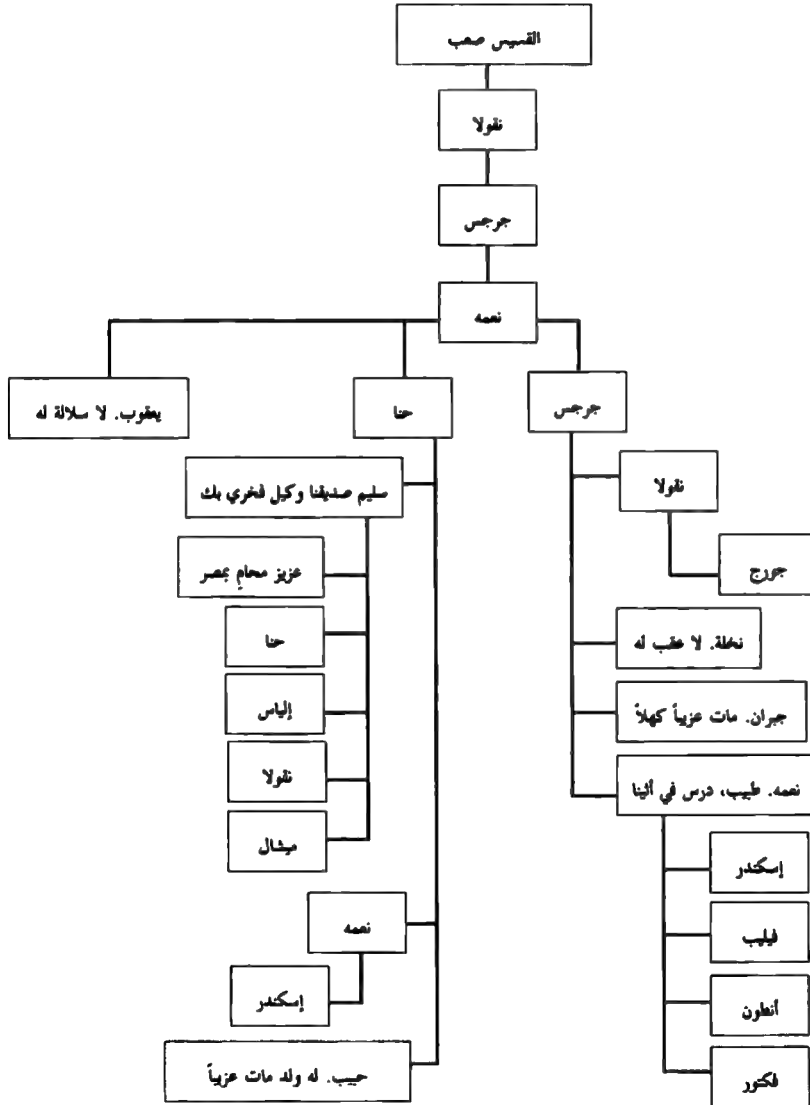 القسيس صعب
نقولا
جرجس
نعمه
جرجس
حنا
يعقوب. لا سلالة له
نقولا
جورج
نخلة. لا عقب له
جبران. مات عزيباً كهلاً
نعمه. طبيب، درس في أثينا
إسكندر
فيليب
أنطون
فكتور
سليم صديقنا وكيل فخري بك
عزيز محامٍ بمصر
حنا
إلياس
نقولا
ميشال
نعمه
إسكندر
حبيب. له ولد مات عزيباً